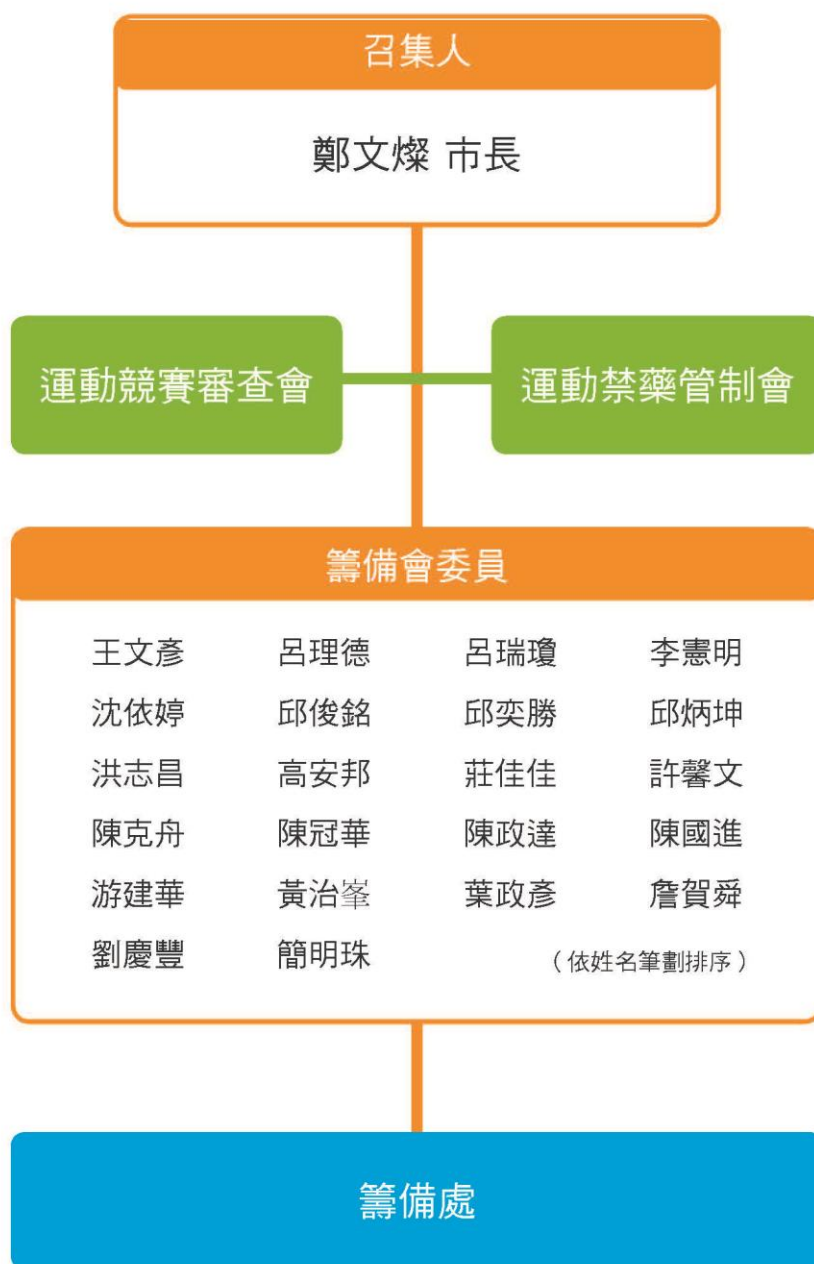 召集人
鄭文燦 市長
運動競賽審查會 運動禁藥管制會
籌備會委員
王文彥 呂理德 呂瑞瓊 李憲明
沈依婷 邱俊銘 邱奕勝 邱炳坤
洪志昌 高安邦 莊佳佳 許馨文
陳克舟 陳冠華 陳政達 陳國進
游建華 黃治峯 葉政彥 詹賀舜
劉慶豐 簡明珠 （依姓名筆劃排序）
籌備處